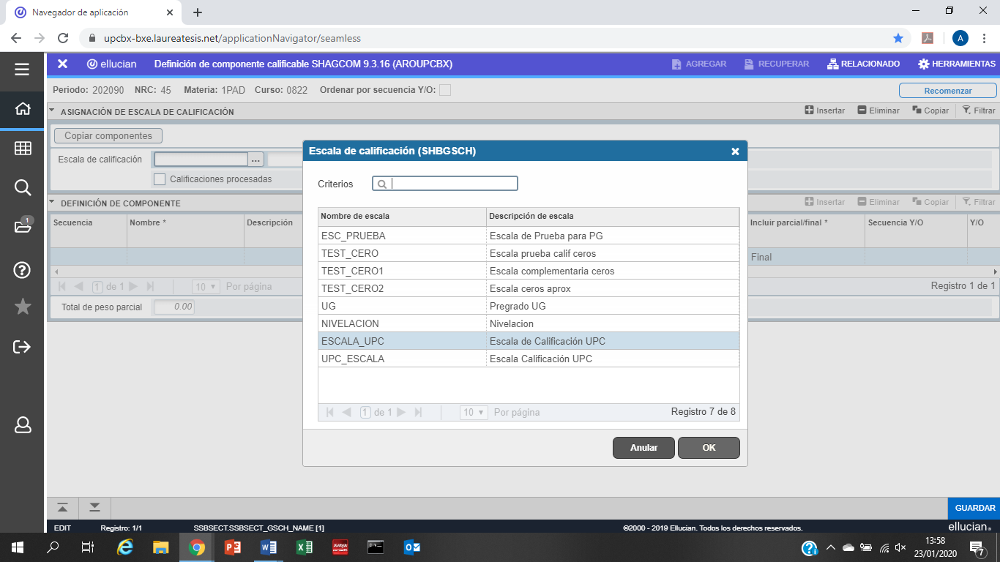 Navegador de aplicación
upcbx-bxe.laureatesis.net/applicationNavigator/seamless
A
ellucian Definición de componente calificable SHAGCOM 9.3.16 (AROUPCBX) AGREGAR RECUPERAR RELACIONADO HERRAMIENTAS
Periodo: 202090 NRC: 45 Materia: 1PAD Curso: 0822 Ordenar por secuencia Y/O: Recomenzar
ASIGNACIÓN DE ESCALA DE CALIFICACIÓN Insertar Eliminar Copiar Filtrar
Copiar componentes
Escala de calificación ...
Calificaciones procesadas
DEFINICIÓN DE COMPONENTE Insertar Eliminar Copiar Filtrar
Secuencia Nombre * Descripción Incluir parcial/final * Secuencia Y/O Y/O
Final
1 de 1 10 Por página Registro 1 de 1
Total de peso parcial 0.00
1
Escala de calificación (SHBGSCH)
Criterios
Nombre de escala Descripción de escala
ESC_PRUEBA Escala de Prueba para PG
TEST_CERO Escala prueba calif ceros
TEST_CERO1 Escala complementaria ceros
TEST_CERO2 Escala ceros aprox
UG Pregrado UG
NIVELACION Nivelacion
ESCALA_UPC Escala de Calificación UPC
UPC_ESCALA Escala Calificación UPC
1 de 1 10 Por página Registro 7 de 8
Anular OK
GUARDAR
EDIT Registro: 1/1 SSBSECT.SSBSECT_GSCH_NAME [1] ©2000 - 2019 Ellucian. Todos los derechos reservados. ellucian
13:58
23/01/2020
7